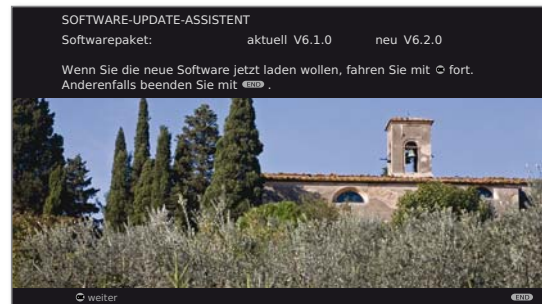 SOFTWARE-UPDATE-ASSISTENT
Softwarepaket: aktuell V6.1.0 neu V6.2.0
Wenn Sie die neue Software jetzt laden wollen, fahren Sie mit fort.
Anderenfalls beenden Sie mit END .
weiter END